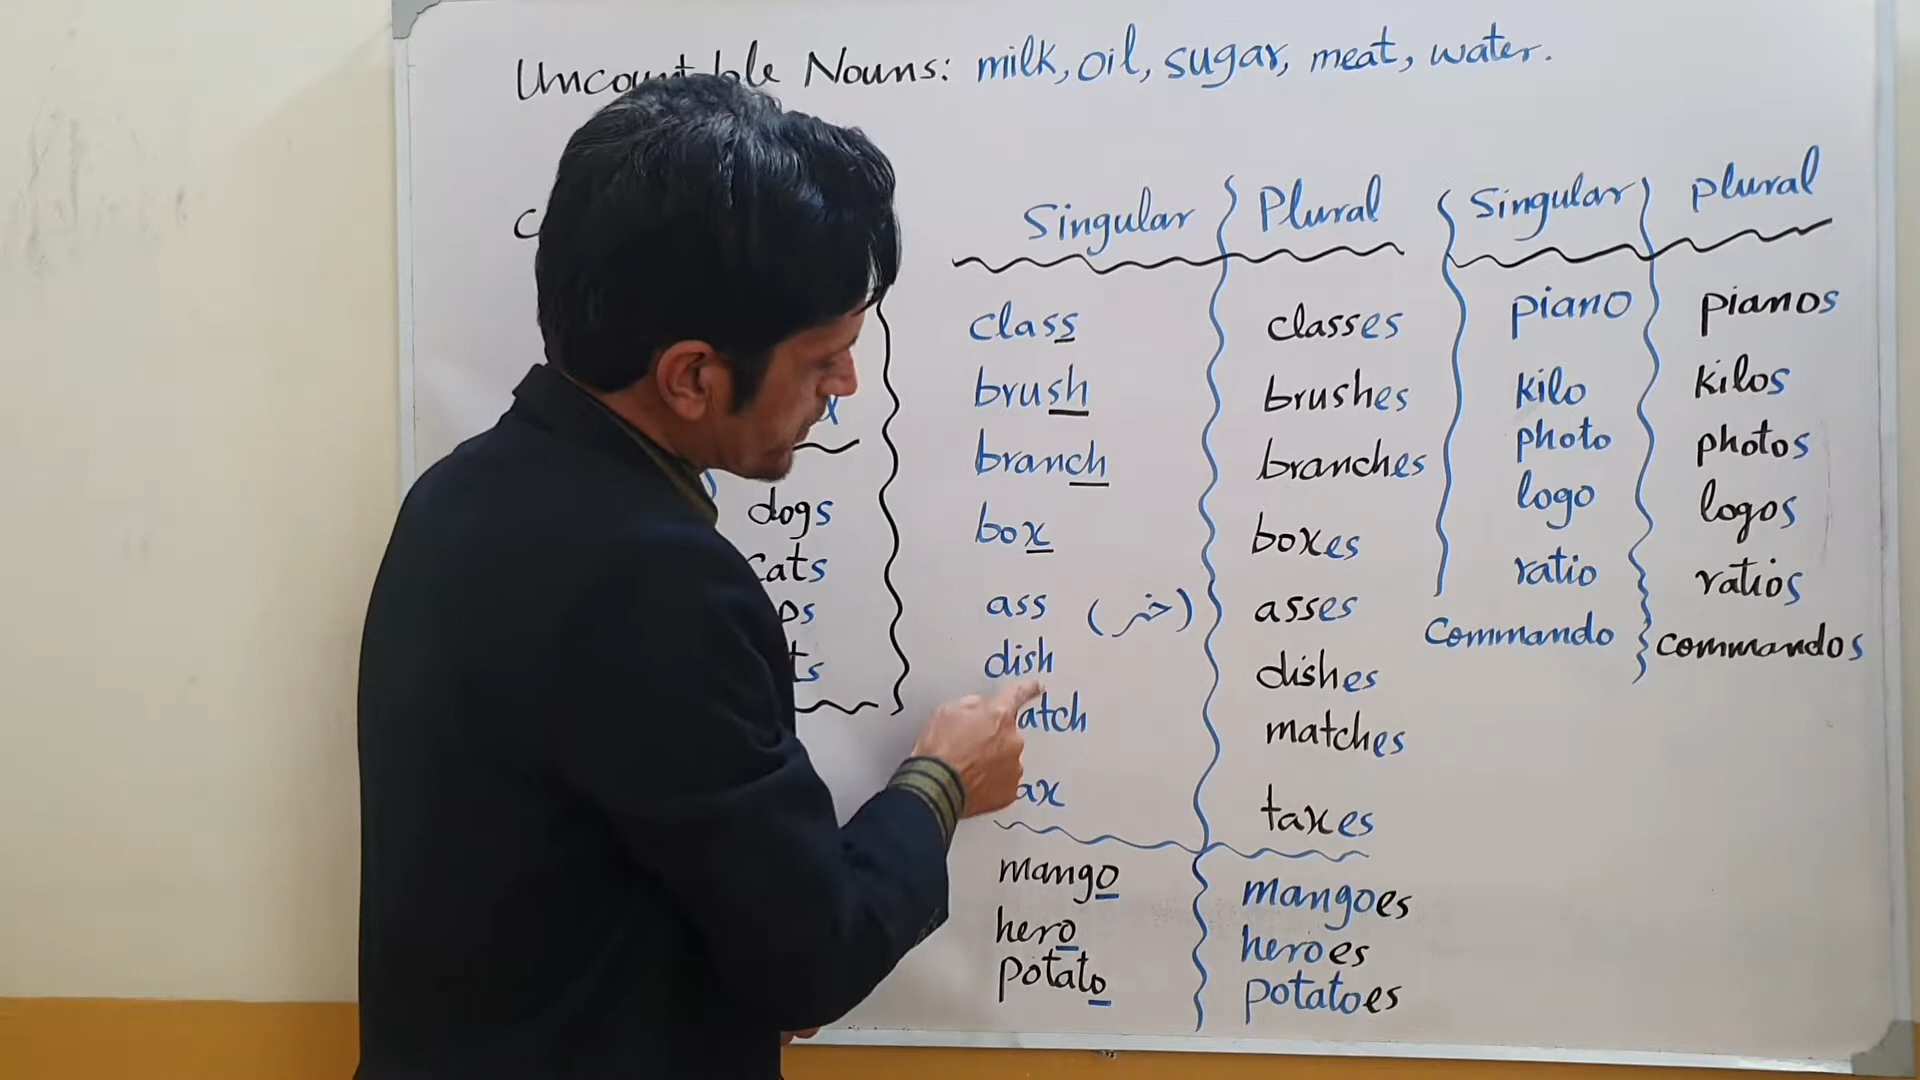 Nouns: milk, oil, sugar, meat, water.
Singular Plural Singular plural
class classes piano pianos
brush brushes kilo kilos
branch branches photo photos
box boxes logo logos
ass (خر) asses ratio ratios
dish dishes Commando commandos
matches
taxes
mango mangoes
hero heroes
potato potatoes
dogs
cats